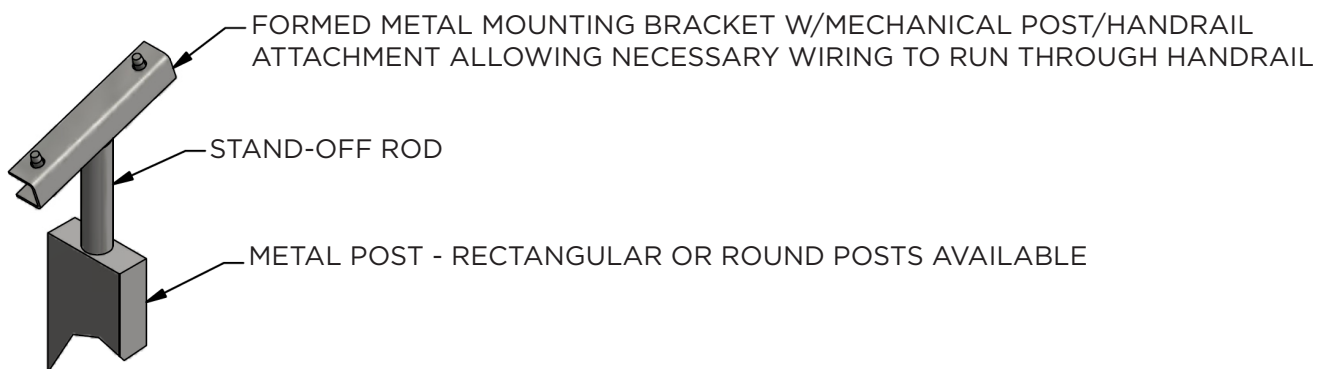 FORMED METAL MOUNTING BRACKET W/MECHANICAL POST/HANDRAIL
ATTACHMENT ALLOWING NECESSARY WIRING TO RUN THROUGH HANDRAIL
STAND-OFF ROD
METAL POST - RECTANGULAR OR ROUND POSTS AVAILABLE